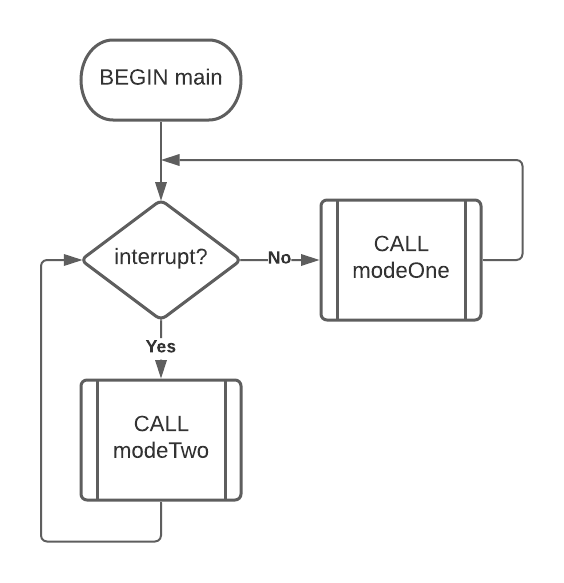 BEGIN main
interrupt?
No
CALL
modeOne
Yes
CALL
modeTwo